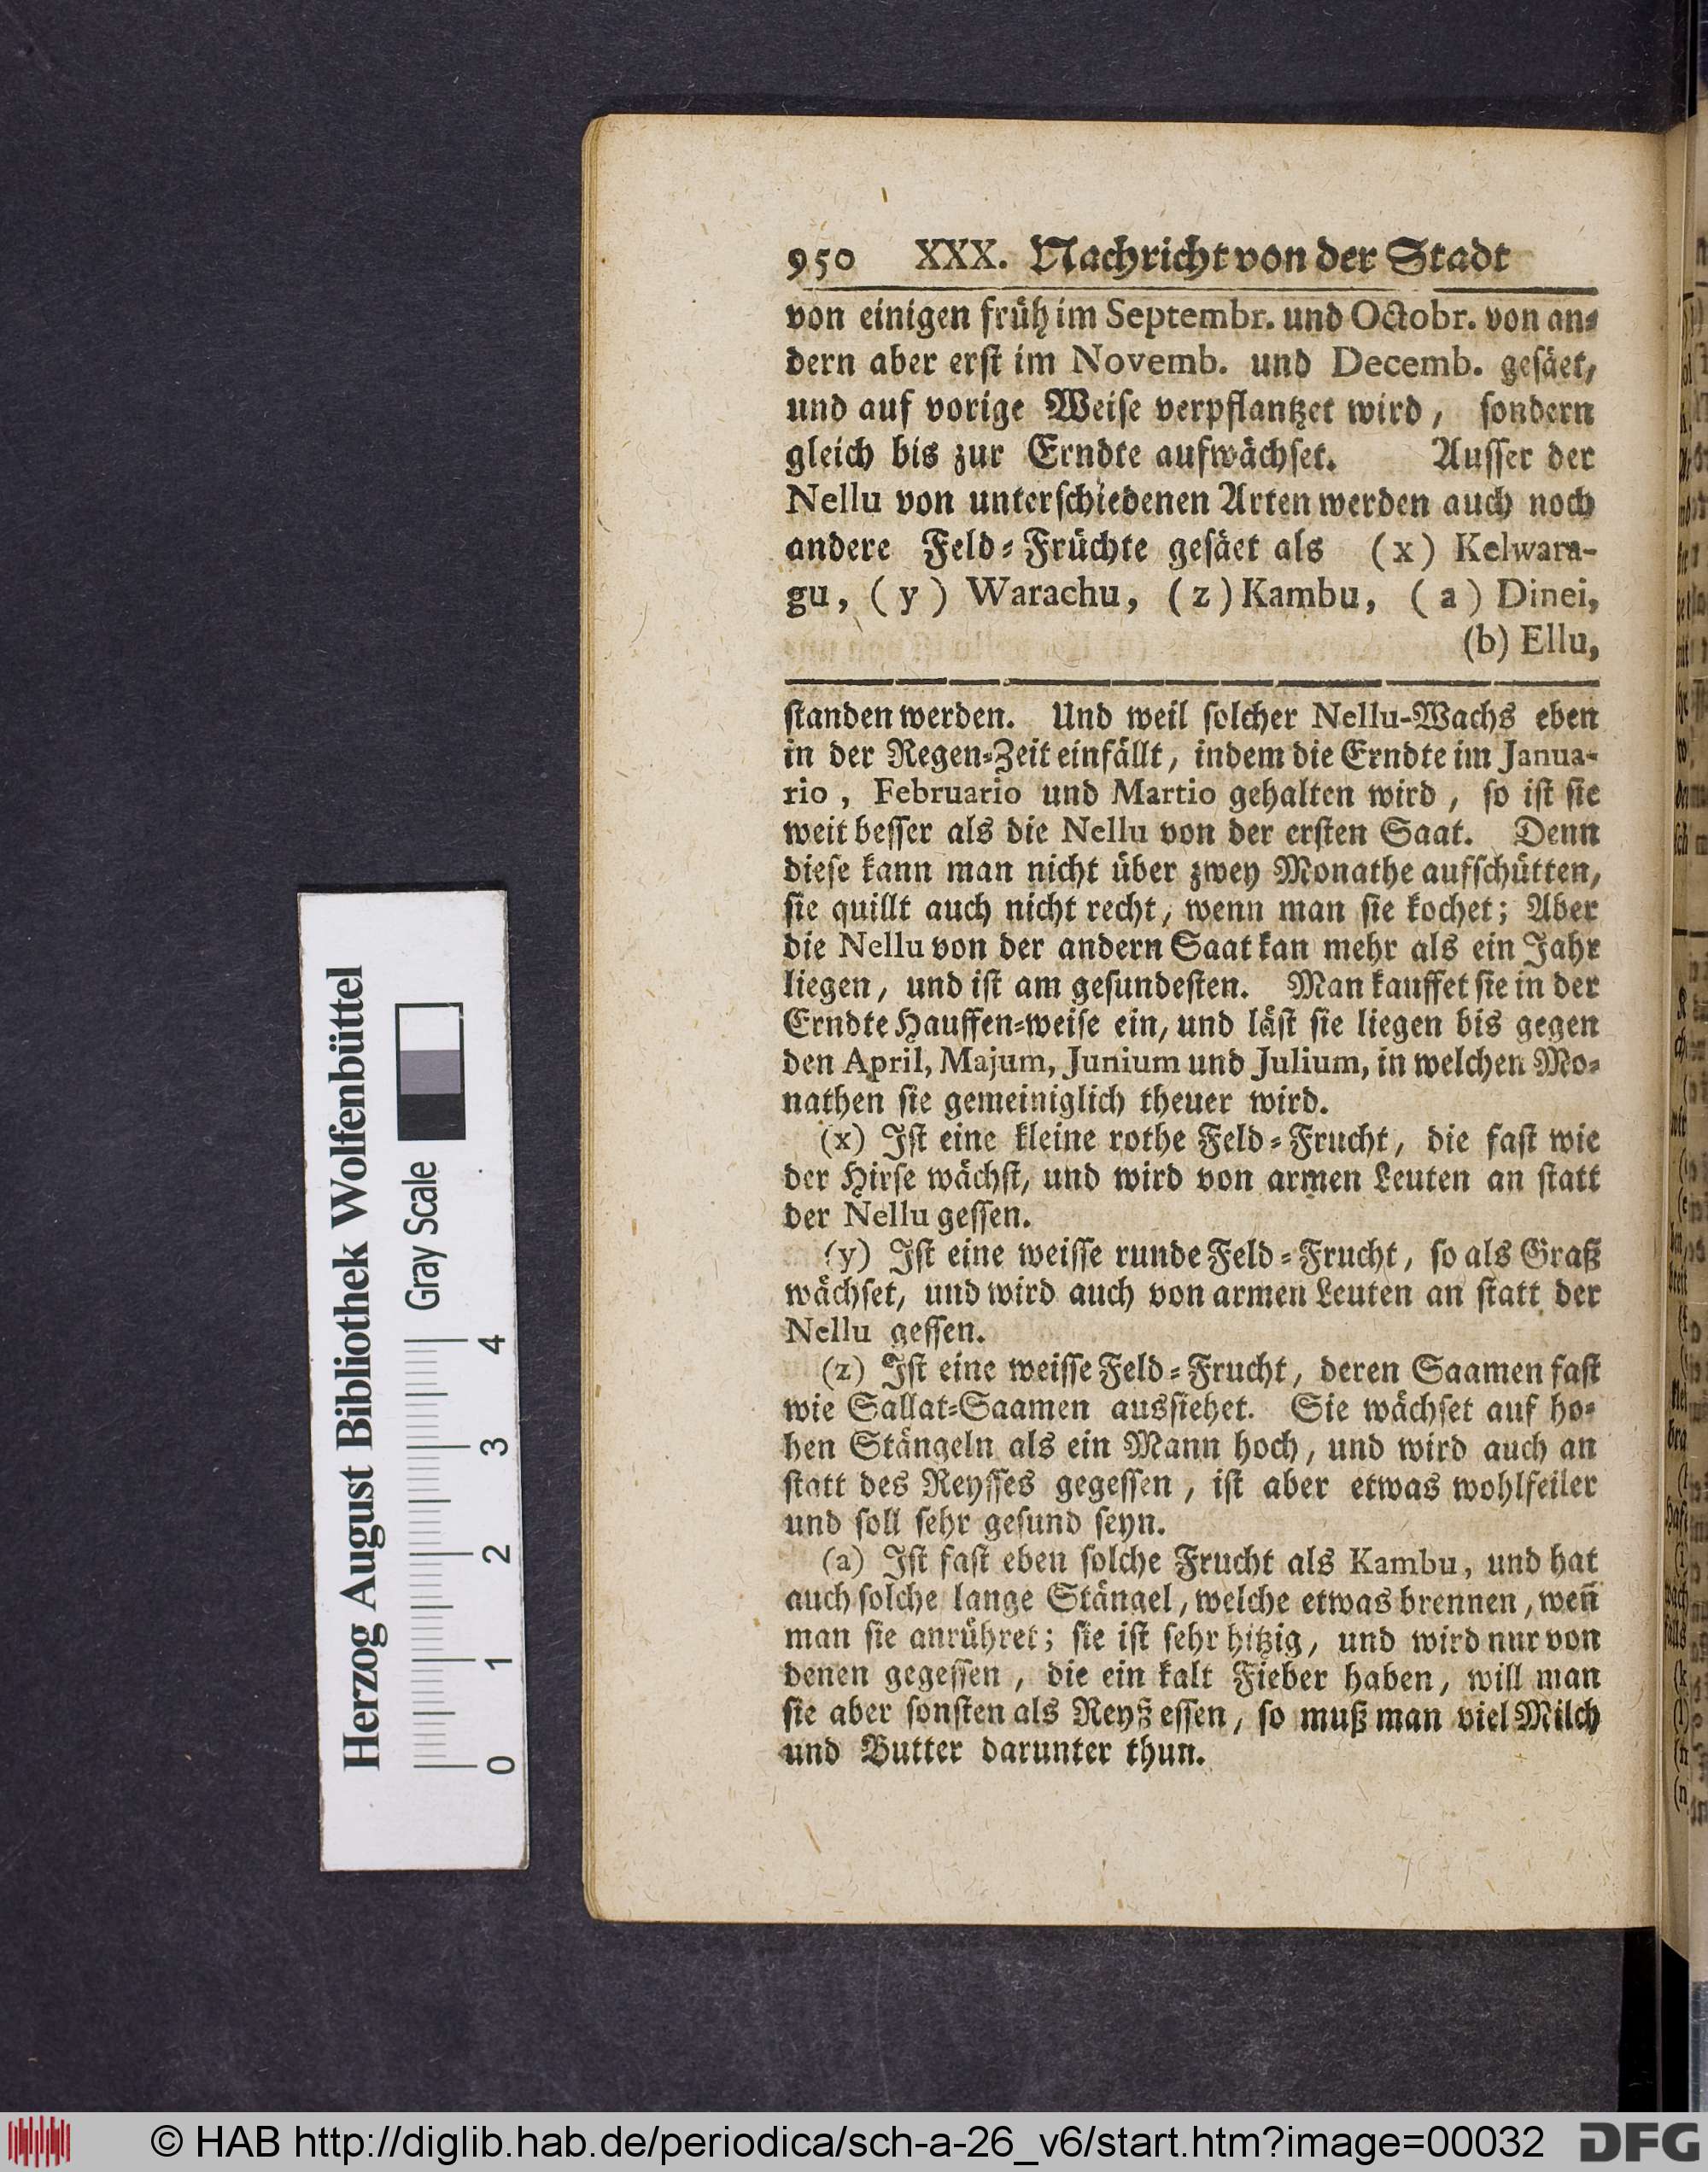 950 XXX. Nachricht von der Stadt
von einigen früh im Septembr. und Octobr. von an⸗
dern aber erſt im Novemb. und Decemb. geſäet,
und auf vorige Weiſe verpflantzet wird, ſondern
gleich bis zur Erndte aufwächſet. Auſſer der
Nellu von unterſchiedenen Arten werden auch noch
andere Feld⸗Früchte geſäet als (x) Kelwara-
gu, (y) Warachu, (z) Kambu, (a) Dinei,
(b) Ellu,
ſtanden werden. Und weil ſolcher Nellu-Wachs eben
in der Regen⸗Zeit einfällt, indem die Erndte im Janua-
rio, Februario und Martio gehalten wird, ſo iſt ſie
weit beſſer als die Nellu von der erſten Saat. Denn
dieſe kann man nicht über zwey Monathe aufſchütten,
ſie quillt auch nicht recht, wenn man ſie kochet; Aber
die Nellu von der andern Saat kan mehr als ein Jahr
liegen, und iſt am geſundeſten. Man kauffet ſie in der
Erndte Hauffen⸗weiſe ein, und läſt ſie liegen bis gegen
den April, Majum, Junium und Julium, in welchen Mo⸗
nathen ſie gemeiniglich theuer wird.
(x) Iſt eine kleine rothe Feld⸗Frucht, die faſt wie
der Hirſe wächſt, und wird von armen Leuten an ſtatt
der Nellu geſſen.
(y) Iſt eine weiſſe runde Feld⸗Frucht, ſo als Graß
wächſet, und wird auch von armen Leuten an ſtatt der
Nellu geſſen.
(z) Iſt eine weiſſe Feld⸗Frucht, deren Saamen faſt
wie Sallat⸗Saamen ausſiehet. Sie wächſet auf ho⸗
hen Stängeln als ein Mann hoch, und wird auch an
ſtatt des Reyſſes gegeſſen, iſt aber etwas wohlfeiler
und ſoll ſehr geſund ſeyn.
(a) Iſt faſt eben ſolche Frucht als Kambu, und hat
auch ſolche lange Stängel, welche etwas brennen, weñ
man ſie anrühret; ſie iſt ſehr hitzig, und wird nur von
denen gegeſſen, die ein kalt Fieber haben, will man
ſie aber ſonſten als Reyß eſſen, ſo muß man viel Milch
und Butter darunter thun.
Herzog August Bibliothek Wolfenbüttel
Gray Scale
0 1 2 3 4
© HAB http://diglib.hab.de/periodica/sch-a-26_v6/start.htm?image=00032
DFG